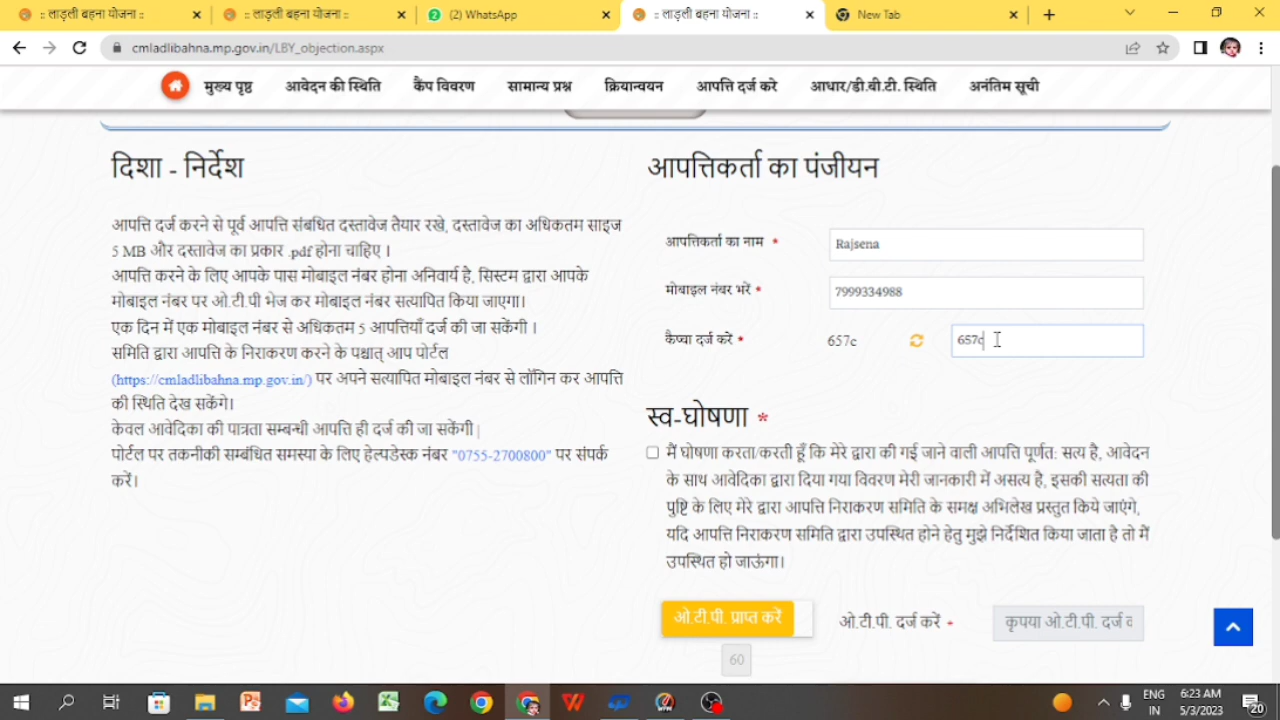 :: लाड़ली बहना योजना ::
:: लाड़ली बहना योजना ::
2 (2) WhatsApp
:: लाड़ली बहना योजना ::
New Tab
cmladlibahna.mp.gov.in/LBY_objection.aspx
मुख्य पृष्ठ आवेदन की स्थिति कैंप विवरण सामान्य प्रश्न क्रियान्वयन आपत्ति दर्ज करे आधार/डी.बी.टी. स्थिति अनंतिम सूची
दिशा - निर्देश
आपत्ति दर्ज करने से पूर्व आपत्ति संबधित दस्तावेज तैयार रखे, दस्तावेज का अधिकतम साइज
5 MB और दस्तावेज का प्रकार .pdf होना चाहिए ।
आपत्ति करने के लिए आपके पास मोबाइल नंबर होना अनिवार्य है, सिस्टम द्वारा आपके
मोबाइल नंबर पर ओ.टी.पी भेज कर मोबाइल नंबर सत्यापित किया जाएगा।
एक दिन में एक मोबाइल नंबर से अधिकतम 5 आपत्तियाँ दर्ज की जा सकेंगी ।
समिति द्वारा आपत्ति के निराकरण करने के पश्चात् आप पोर्टल
(https://cmladlibahna.mp.gov.in/) पर अपने सत्यापित मोबाइल नंबर से लॉगिन कर आपत्ति
की स्थिति देख सकेंगे।
केवल आवेदिका की पात्रता सम्बन्धी आपत्ति ही दर्ज की जा सकेंगी |
पोर्टल पर तकनीकी सम्बंधित समस्या के लिए हेल्पडेस्क नंबर "0755-2700800" पर संपर्क
करें।
आपत्तिकर्ता का पंजीयन
आपत्तिकर्ता का नाम * Rajsena
मोबाइल नंबर भरें * 7999334988
कैप्चा दर्ज करें * 657c 657c
स्व-घोषणा *
मैं घोषणा करता/करती हूँ कि मेरे द्वारा की गई जाने वाली आपत्ति पूर्णत: सत्य है, आवेदन
के साथ आवेदिका द्वारा दिया गया विवरण मेरी जानकारी में असत्य है, इसकी सत्यता की
पुष्टि के लिए मेरे द्वारा आपत्ति निराकरण समिति के समक्ष अभिलेख प्रस्तुत किये जाएंगे,
यदि आपत्ति निराकरण समिति द्वारा उपस्थित होने हेतु मुझे निर्देशित किया जाता है तो मैं
उपस्थित हो जाऊंगा।
ओ.टी.पी. प्राप्त करें ओ.टी.पी. दर्ज करें * कृपया ओ.टी.पी. दर्ज
60
ENG 6:23 AM
IN 5/3/2023 20